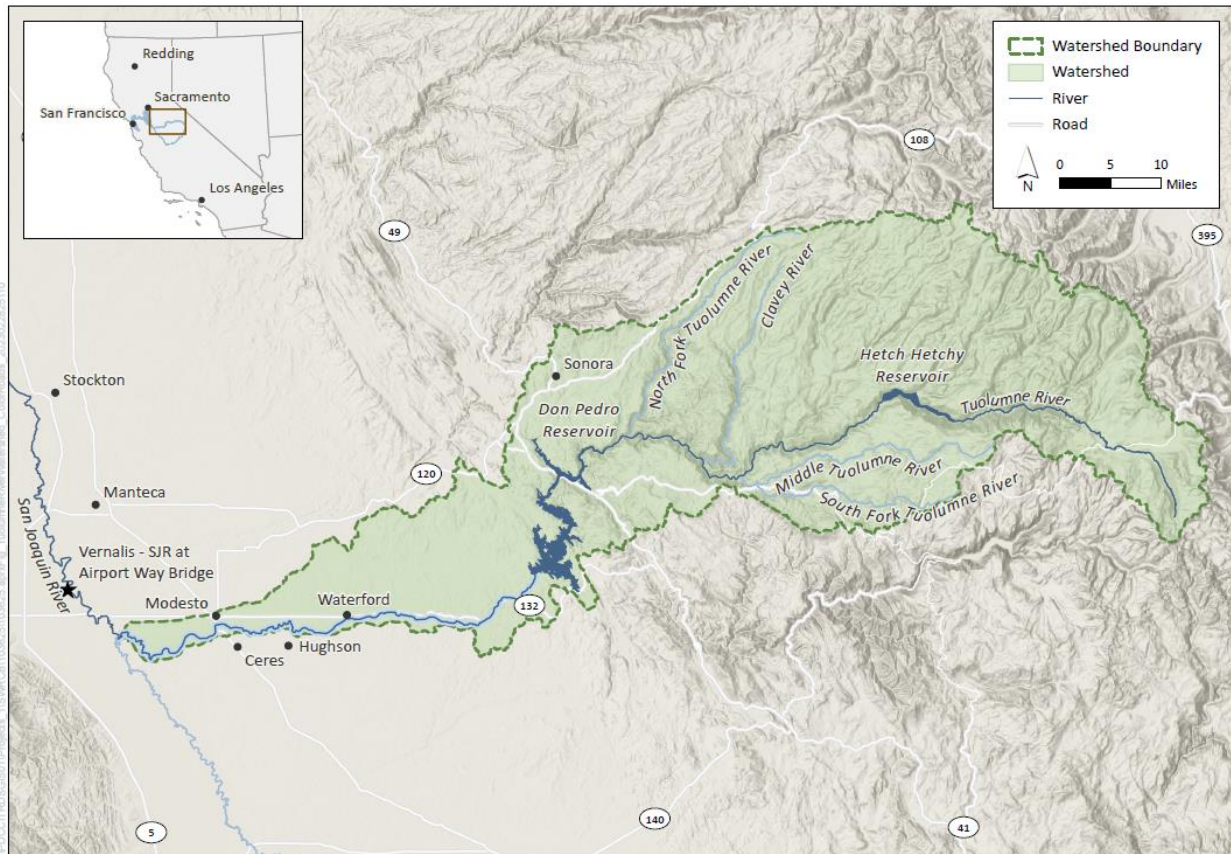 Redding
Sacramento
San Francisco
Los Angeles
Watershed Boundary
Watershed
River
Road
N
0 5 10
Miles
108
395
49
North Fork Tuolumne River
Clavey River
Sonora
Hetch Hetchy
Reservoir
Tuolumne River
Don Pedro
Reservoir
Stockton
120
Middle Tuolumne River
South Fork Tuolumne River
Manteca
San Joaquin River
Vernalis - SJR at
Airport Way Bridge
Modesto
Waterford
132
Ceres
Hughson
5
140
41